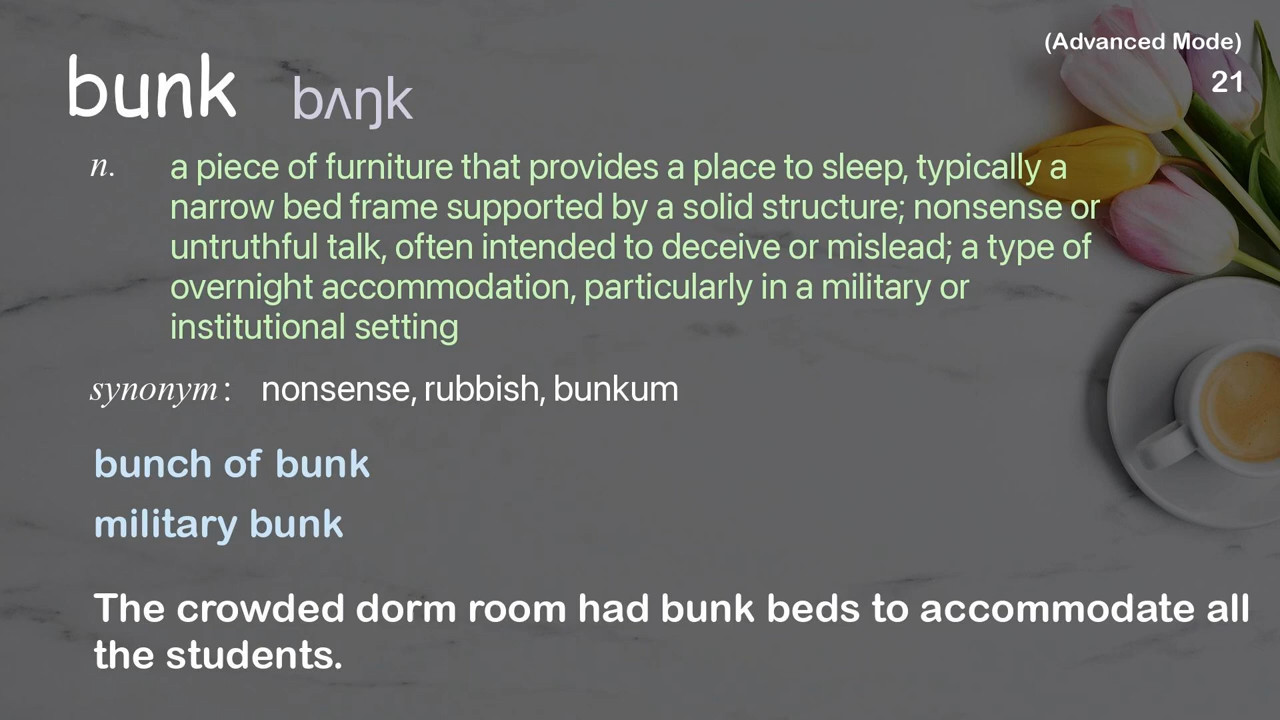 (Advanced Mode)
21
bunk bʌŋk
n. a piece of furniture that provides a place to sleep, typically a
narrow bed frame supported by a solid structure; nonsense or
untruthful talk, often intended to deceive or mislead; a type of
overnight accommodation, particularly in a military or
institutional setting
synonym: nonsense, rubbish, bunkum
bunch of bunk
military bunk
The crowded dorm room had bunk beds to accommodate all
the students.